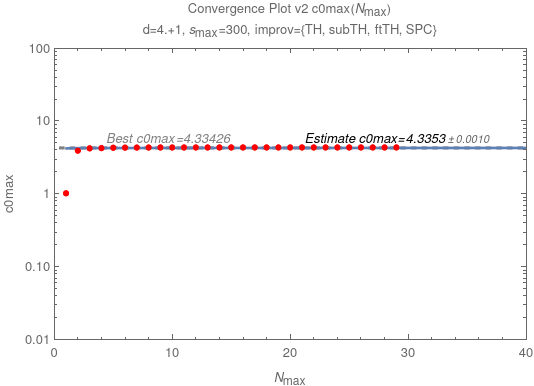 Convergence Plot v2 c0max(Nmax)
d=4.+1, smax=300, improv={TH, subTH, ftTH, SPC}
100
10
1
0.10
0.01
c0max
Best c0max=4.33426
Estimate c0max=4.3353±0.0010
0
10
20
30
40
Nmax